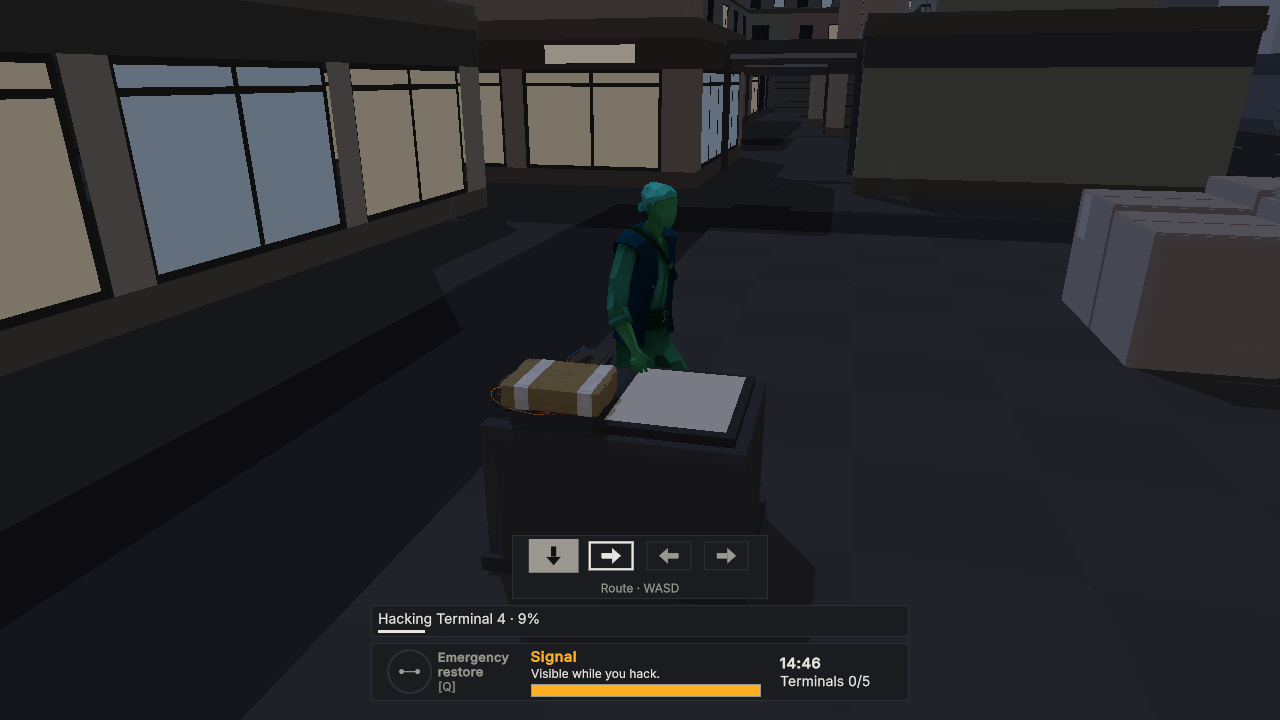 Route · WASD
Hacking Terminal 4 · 9%
Emergency
restore
[Q]
Signal
Visible while you hack.
14:46
Terminals 0/5